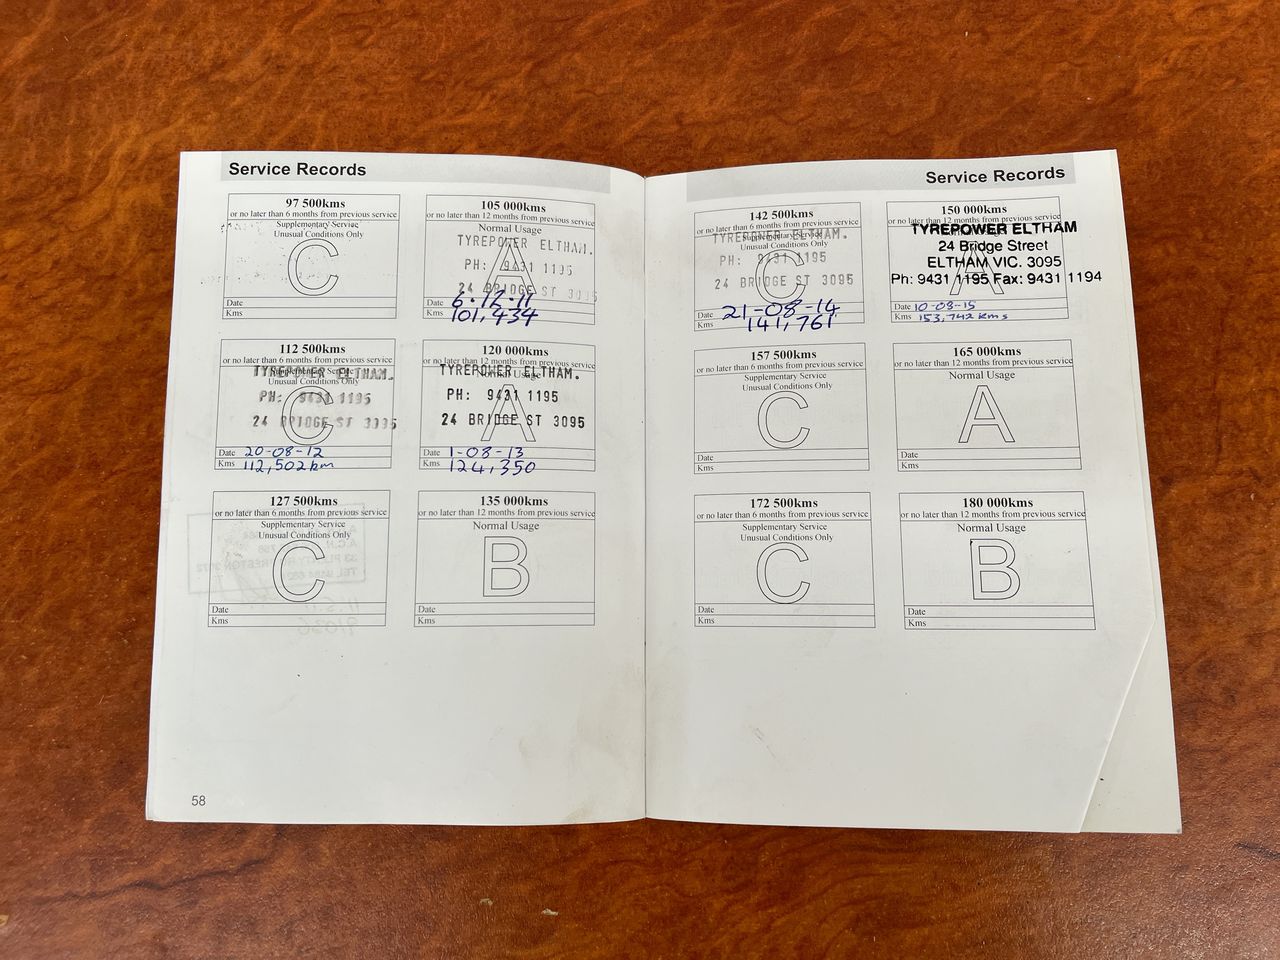 Service Records
97 500kms
or no later than 6 months from previous service
Supplementary Service
Unusual Conditions Only
C
Date
Kms
105 000kms
or no later than 12 months from previous service
Normal Usage
A
TYREPOWER ELTHAM.
PH: 9431 1195
24 BRIDGE ST 3095
Date 6·12·11
Kms 101,434
112 500kms
or no later than 6 months from previous service
Supplementary Service
Unusual Conditions Only
C
TYREPOWER ELTHAM.
PH: 9431 1195
24 BRIDGE ST 3095
Date 20-08-12
Kms 112,502km
120 000kms
or no later than 12 months from previous service
Normal Usage
A
TYREPOWER ELTHAM.
PH: 9431 1195
24 BRIDGE ST 3095
Date 1-08-13
Kms 124,350
127 500kms
or no later than 6 months from previous service
Supplementary Service
Unusual Conditions Only
C
Date
Kms
135 000kms
or no later than 12 months from previous service
Normal Usage
B
Date
Kms
58
Service Records
142 500kms
or no later than 6 months from previous service
Supplementary Service
Unusual Conditions Only
C
TYREPOWER ELTHAM.
PH: 9431 1195
24 BRIDGE ST 3095
Date 21-08-14
Kms 141,761
150 000kms
or no later than 12 months from previous service
A
TYREPOWER ELTHAM
24 Bridge Street
ELTHAM VIC. 3095
Ph: 9431 1195 Fax: 9431 1194
Date 10-08-15
Kms 153,742 kms
157 500kms
or no later than 6 months from previous service
Supplementary Service
Unusual Conditions Only
C
Date
Kms
165 000kms
or no later than 12 months from previous service
Normal Usage
A
Date
Kms
172 500kms
or no later than 6 months from previous service
Supplementary Service
Unusual Conditions Only
C
Date
Kms
180 000kms
or no later than 12 months from previous service
Normal Usage
B
Date
Kms